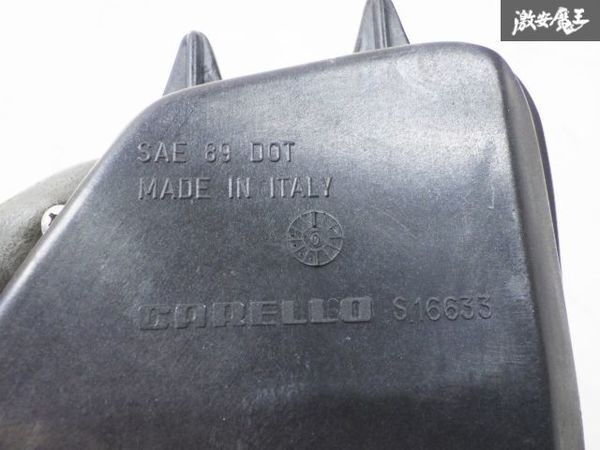 激安魔王
SAE 89 DOT
MADE IN ITALY
CARELLO S16633